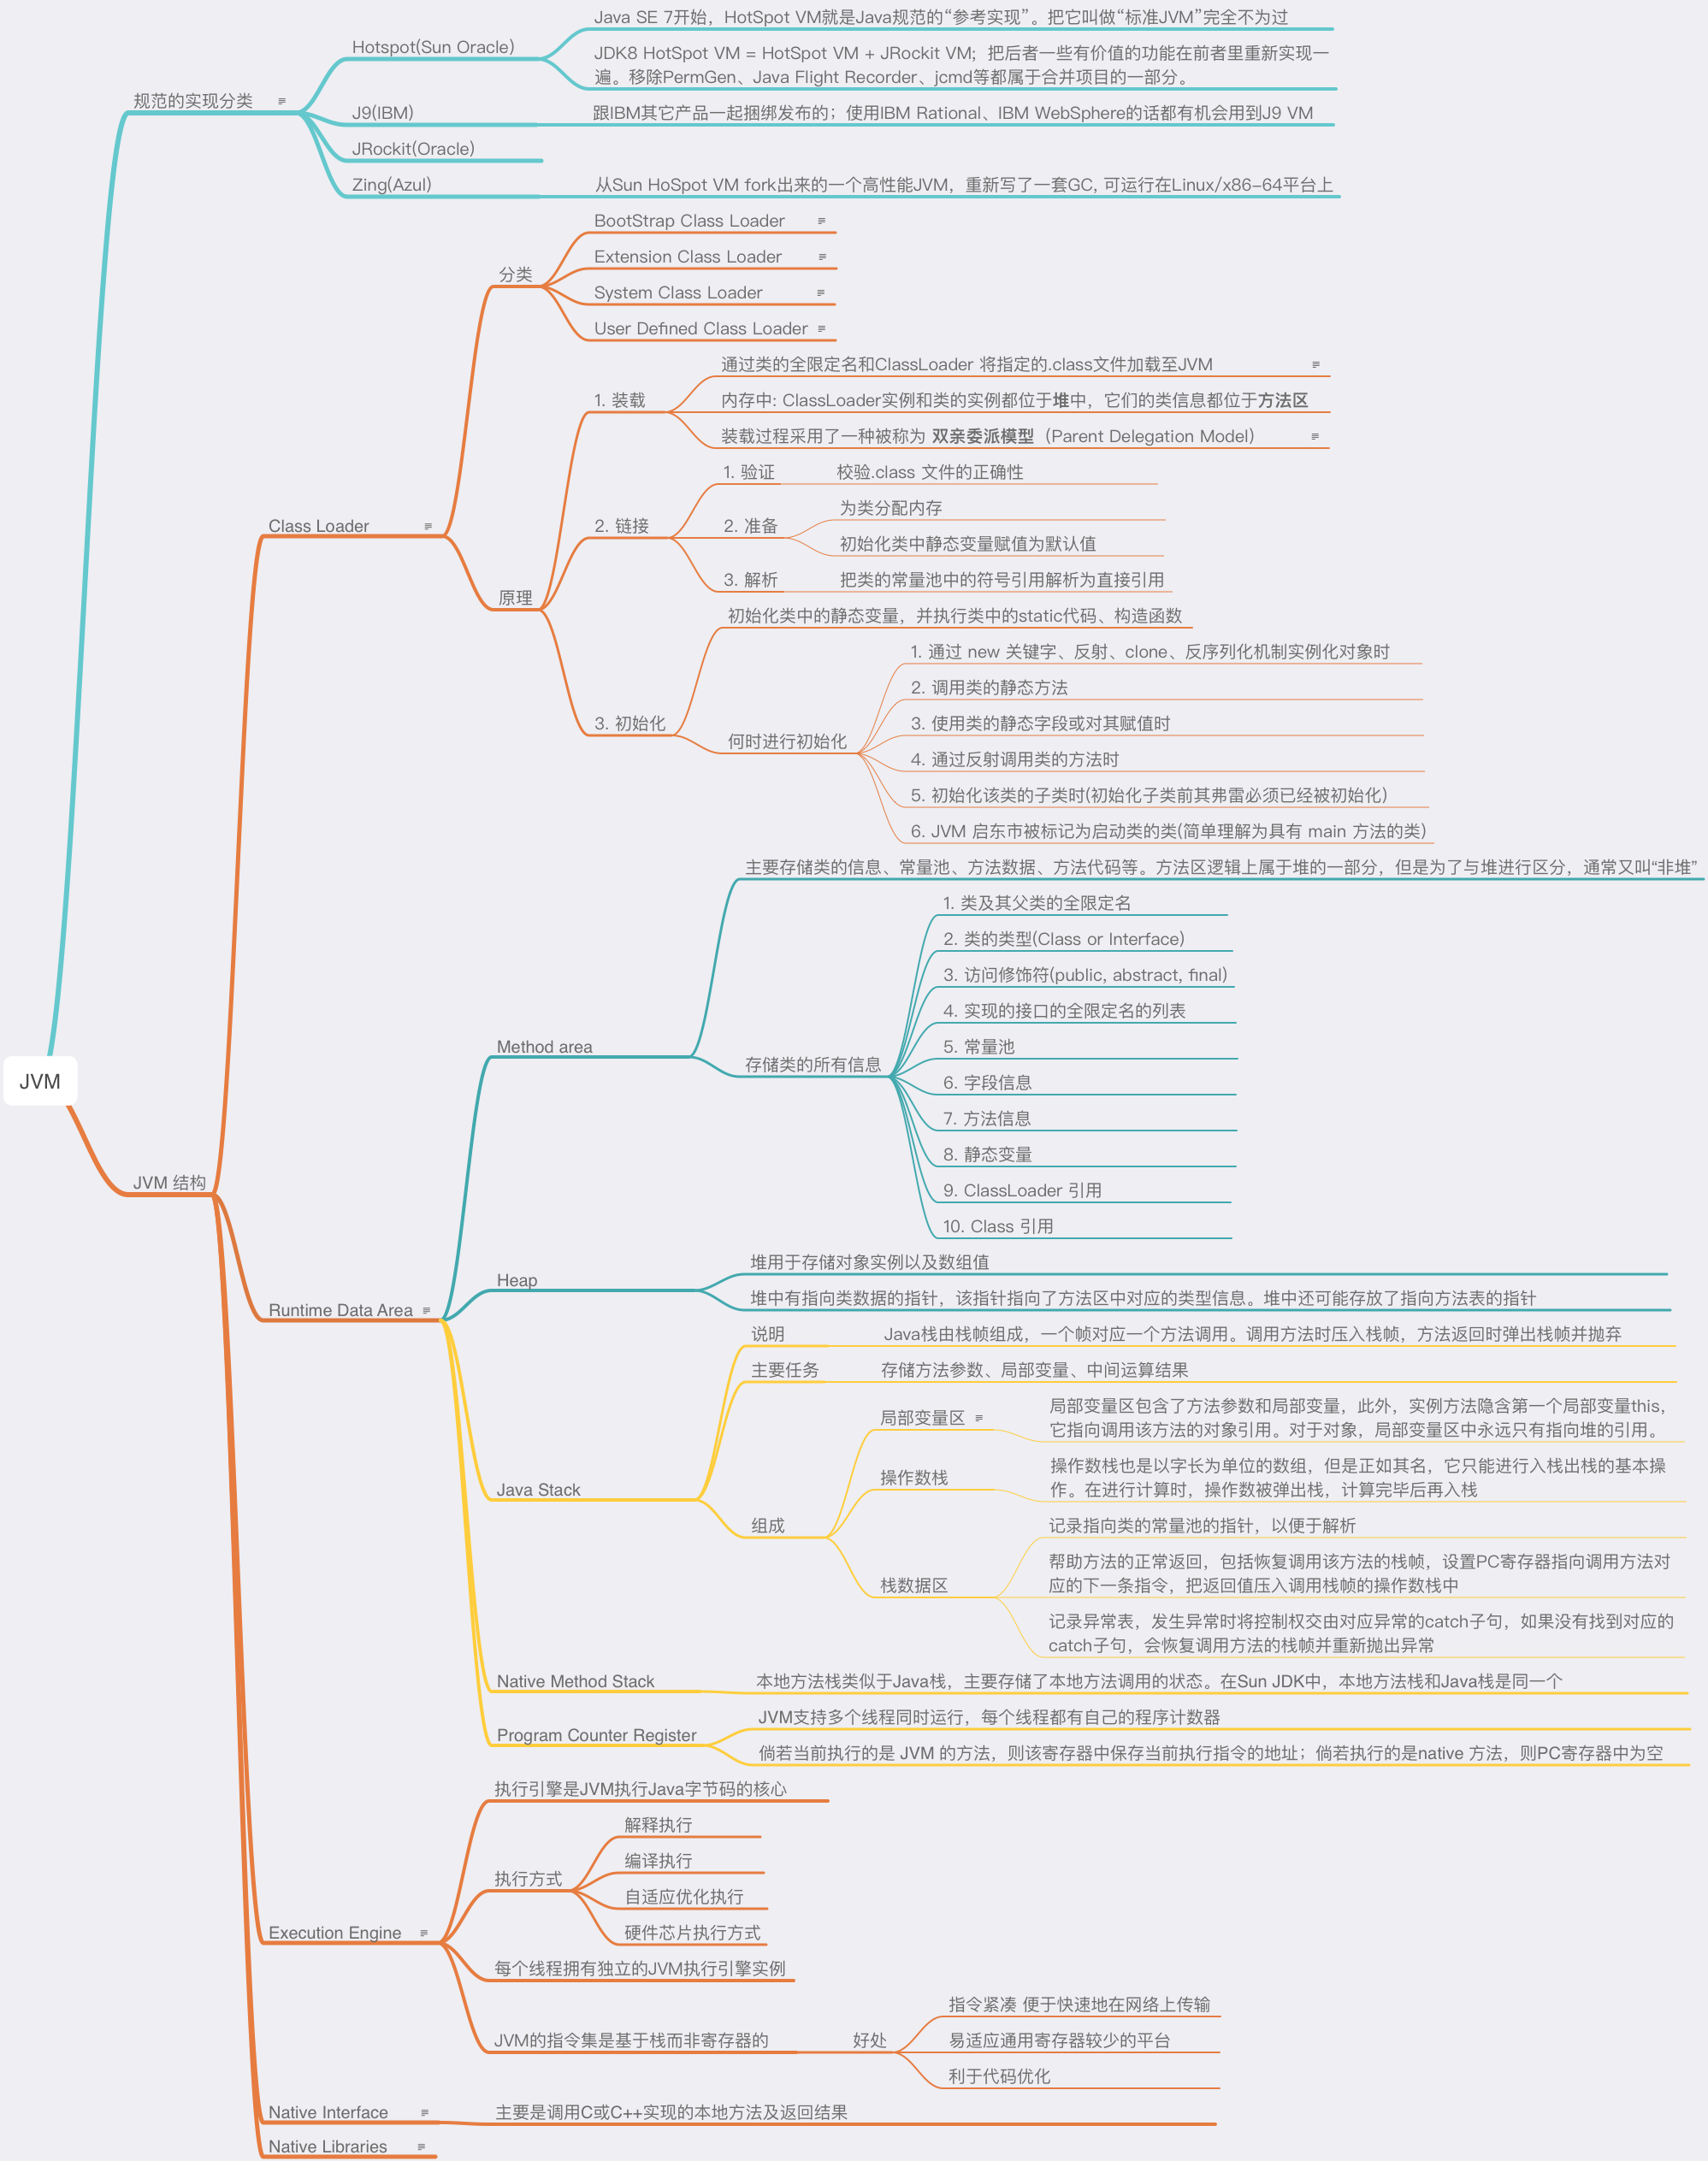 JVM
规范的实现分类
Hotspot(Sun Oracle)
Java SE 7开始，HotSpot VM就是Java规范的“参考实现”。把它叫做“标准JVM”完全不为过
JDK8 HotSpot VM = HotSpot VM + JRockit VM；把后者一些有价值的功能在前者里重新实现一
遍。移除PermGen、Java Flight Recorder、jcmd等都属于合并项目的一部分。
J9(IBM)
跟IBM其它产品一起捆绑发布的；使用IBM Rational、IBM WebSphere的话都有机会用到J9 VM
JRockit(Oracle)
Zing(Azul)
从Sun HoSpot VM fork出来的一个高性能JVM，重新写了一套GC, 可运行在Linux/x86-64平台上
JVM 结构
Class Loader
分类
BootStrap Class Loader
Extension Class Loader
System Class Loader
User Defined Class Loader
原理
1. 装载
通过类的全限定名和ClassLoader 将指定的.class文件加载至JVM
内存中: ClassLoader实例和类的实例都位于堆中，它们的类信息都位于方法区
装载过程采用了一种被称为 双亲委派模型（Parent Delegation Model）
2. 链接
1. 验证
校验.class 文件的正确性
2. 准备
为类分配内存
初始化类中静态变量赋值为默认值
3. 解析
把类的常量池中的符号引用解析为直接引用
3. 初始化
初始化类中的静态变量，并执行类中的static代码、构造函数
何时进行初始化
1. 通过 new 关键字、反射、clone、反序列化机制实例化对象时
2. 调用类的静态方法
3. 使用类的静态字段或对其赋值时
4. 通过反射调用类的方法时
5. 初始化该类的子类时(初始化子类前其弗雷必须已经被初始化)
6. JVM 启东市被标记为启动类的类(简单理解为具有 main 方法的类)
Runtime Data Area
Method area
主要存储类的信息、常量池、方法数据、方法代码等。方法区逻辑上属于堆的一部分，但是为了与堆进行区分，通常又叫“非堆”
存储类的所有信息
1. 类及其父类的全限定名
2. 类的类型(Class or Interface)
3. 访问修饰符(public, abstract, final)
4. 实现的接口的全限定名的列表
5. 常量池
6. 字段信息
7. 方法信息
8. 静态变量
9. ClassLoader 引用
10. Class 引用
Heap
堆用于存储对象实例以及数组值
堆中有指向类数据的指针，该指针指向了方法区中对应的类型信息。堆中还可能存放了指向方法表的指针
Java Stack
说明
Java栈由栈帧组成，一个帧对应一个方法调用。调用方法时压入栈帧，方法返回时弹出栈帧并抛弃
主要任务
存储方法参数、局部变量、中间运算结果
组成
局部变量区
局部变量区包含了方法参数和局部变量，此外，实例方法隐含第一个局部变量this，
它指向调用该方法的对象引用。对于对象，局部变量区中永远只有指向堆的引用。
操作数栈
操作数栈也是以字长为单位的数组，但是正如其名，它只能进行入栈出栈的基本操
作。在进行计算时，操作数被弹出栈，计算完毕后再入栈
栈数据区
记录指向类的常量池的指针，以便于解析
帮助方法的正常返回，包括恢复调用该方法的栈帧，设置PC寄存器指向调用方法对
应的下一条指令，把返回值压入调用栈帧的操作数栈中
记录异常表，发生异常时将控制权交由对应异常的catch子句，如果没有找到对应的
catch子句，会恢复调用方法的栈帧并重新抛出异常
Native Method Stack
本地方法栈类似于Java栈，主要存储了本地方法调用的状态。在Sun JDK中，本地方法栈和Java栈是同一个
Program Counter Register
JVM支持多个线程同时运行，每个线程都有自己的程序计数器
倘若当前执行的是 JVM 的方法，则该寄存器中保存当前执行指令的地址；倘若执行的是native 方法，则PC寄存器中为空
Execution Engine
执行引擎是JVM执行Java字节码的核心
执行方式
解释执行
编译执行
自适应优化执行
硬件芯片执行方式
每个线程拥有独立的JVM执行引擎实例
JVM的指令集是基于栈而非寄存器的
好处
指令紧凑 便于快速地在网络上传输
易适应通用寄存器较少的平台
利于代码优化
Native Interface
主要是调用C或C++实现的本地方法及返回结果
Native Libraries